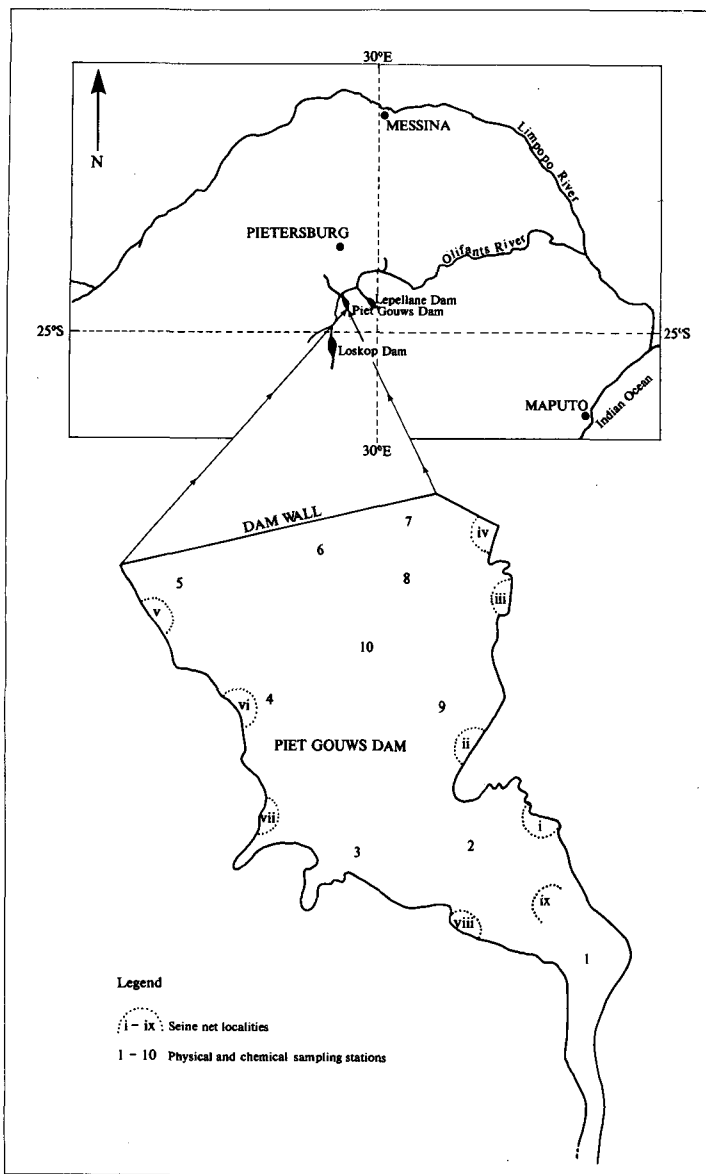 30°E
N
MESSINA
Limpopo River
PIETERSBURG
Olifants River
Lepellane Dam
Piet Gouws Dam
25°S
25°S
Loskop Dam
MAPUTO
Indian Ocean
30°E
DAM WALL
7
iv
6
5
8
iii
v
10
vi
4
9
ii
PIET GOUWS DAM
vii
i
3
2
ix
viii
1
Legend
i - ix Seine net localities
1 - 10 Physical and chemical sampling stations